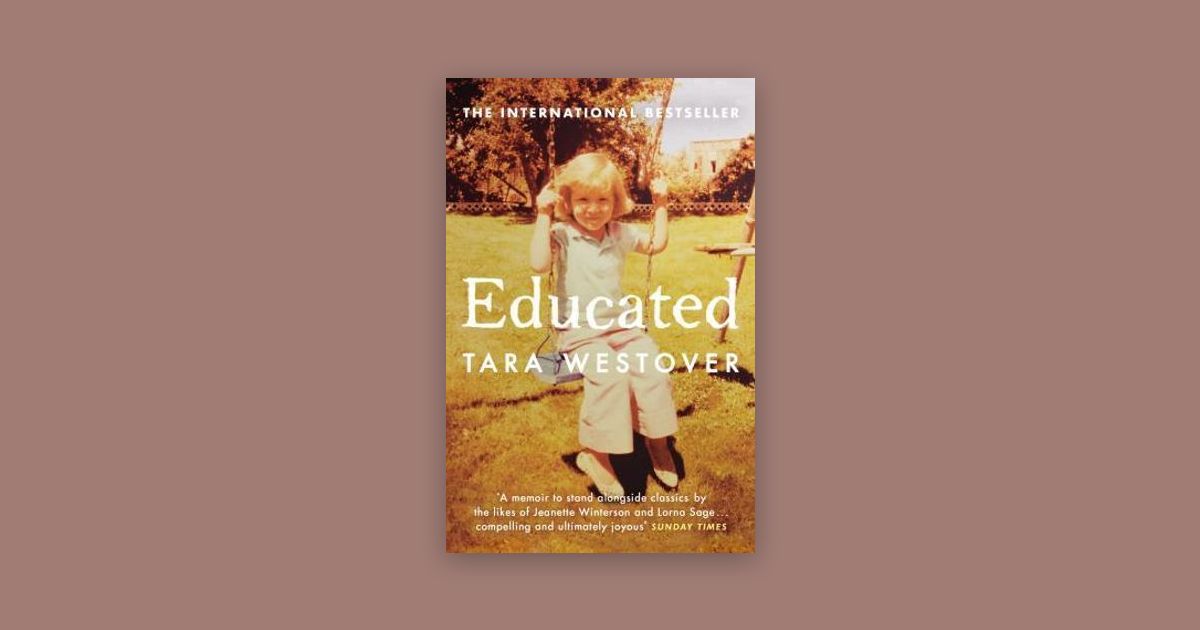 THE INTERNATIONAL BESTSELLER
Educated
TARA WESTOVER
'A memoir to stand alongside classics by
the likes of Jeanette Winterson and Lorna Sage...
compelling and ultimately joyous' SUNDAY TIMES